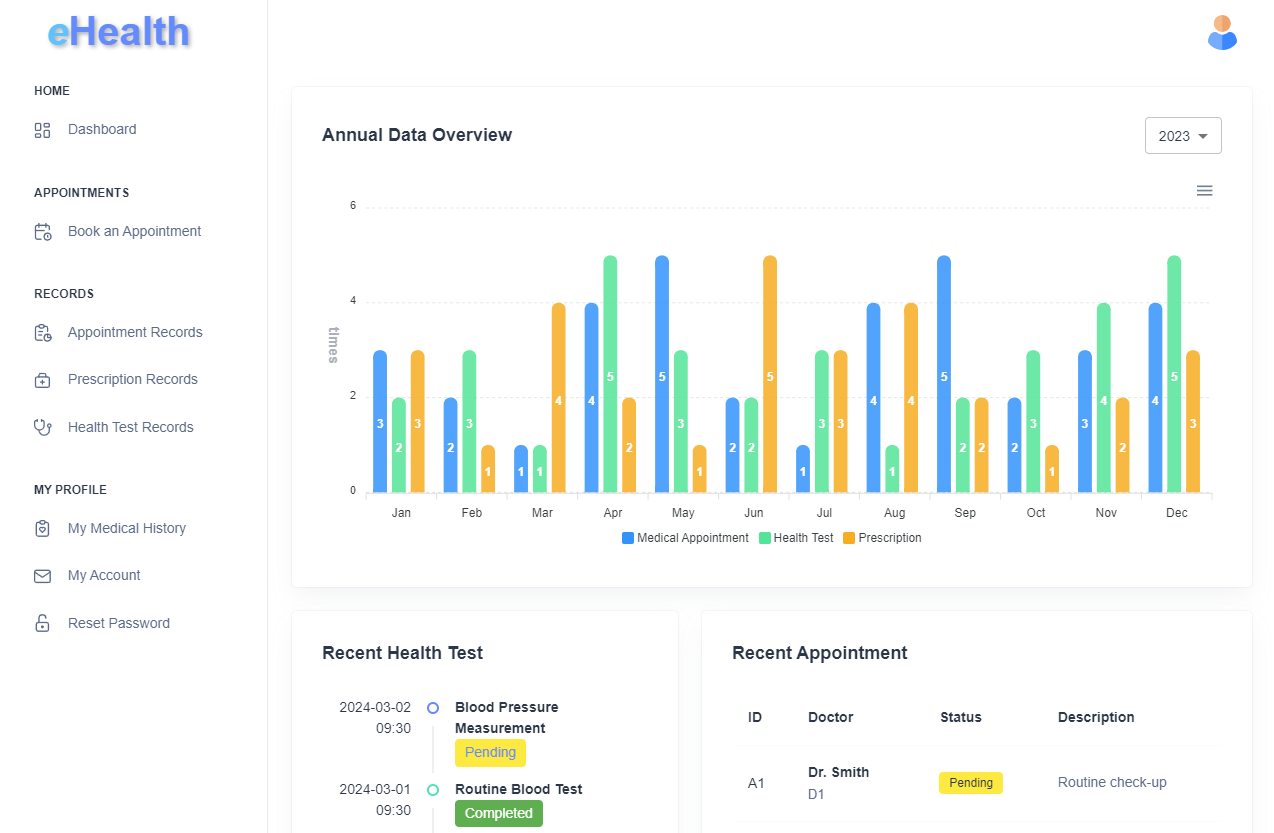 eHealth
HOME
Dashboard
APPOINTMENTS
Book an Appointment
RECORDS
Appointment Records
Prescription Records
Health Test Records
MY PROFILE
My Medical History
My Account
Reset Password
Annual Data Overview
2023
times
6
4
2
0
3 2 3 2 3 1 1 1 4 4 5 2 5 3 1 2 2 5 1 3 3 4 1 4 5 2 2 2 3 1 3 4 2 4 5 3
Jan Feb Mar Apr May Jun Jul Aug Sep Oct Nov Dec
Medical Appointment Health Test Prescription
Recent Health Test
2024-03-02 Blood Pressure
09:30 Measurement
Pending
2024-03-01 Routine Blood Test
09:30 Completed
Recent Appointment
ID Doctor Status Description
A1 Dr. Smith Pending Routine check-up
D1